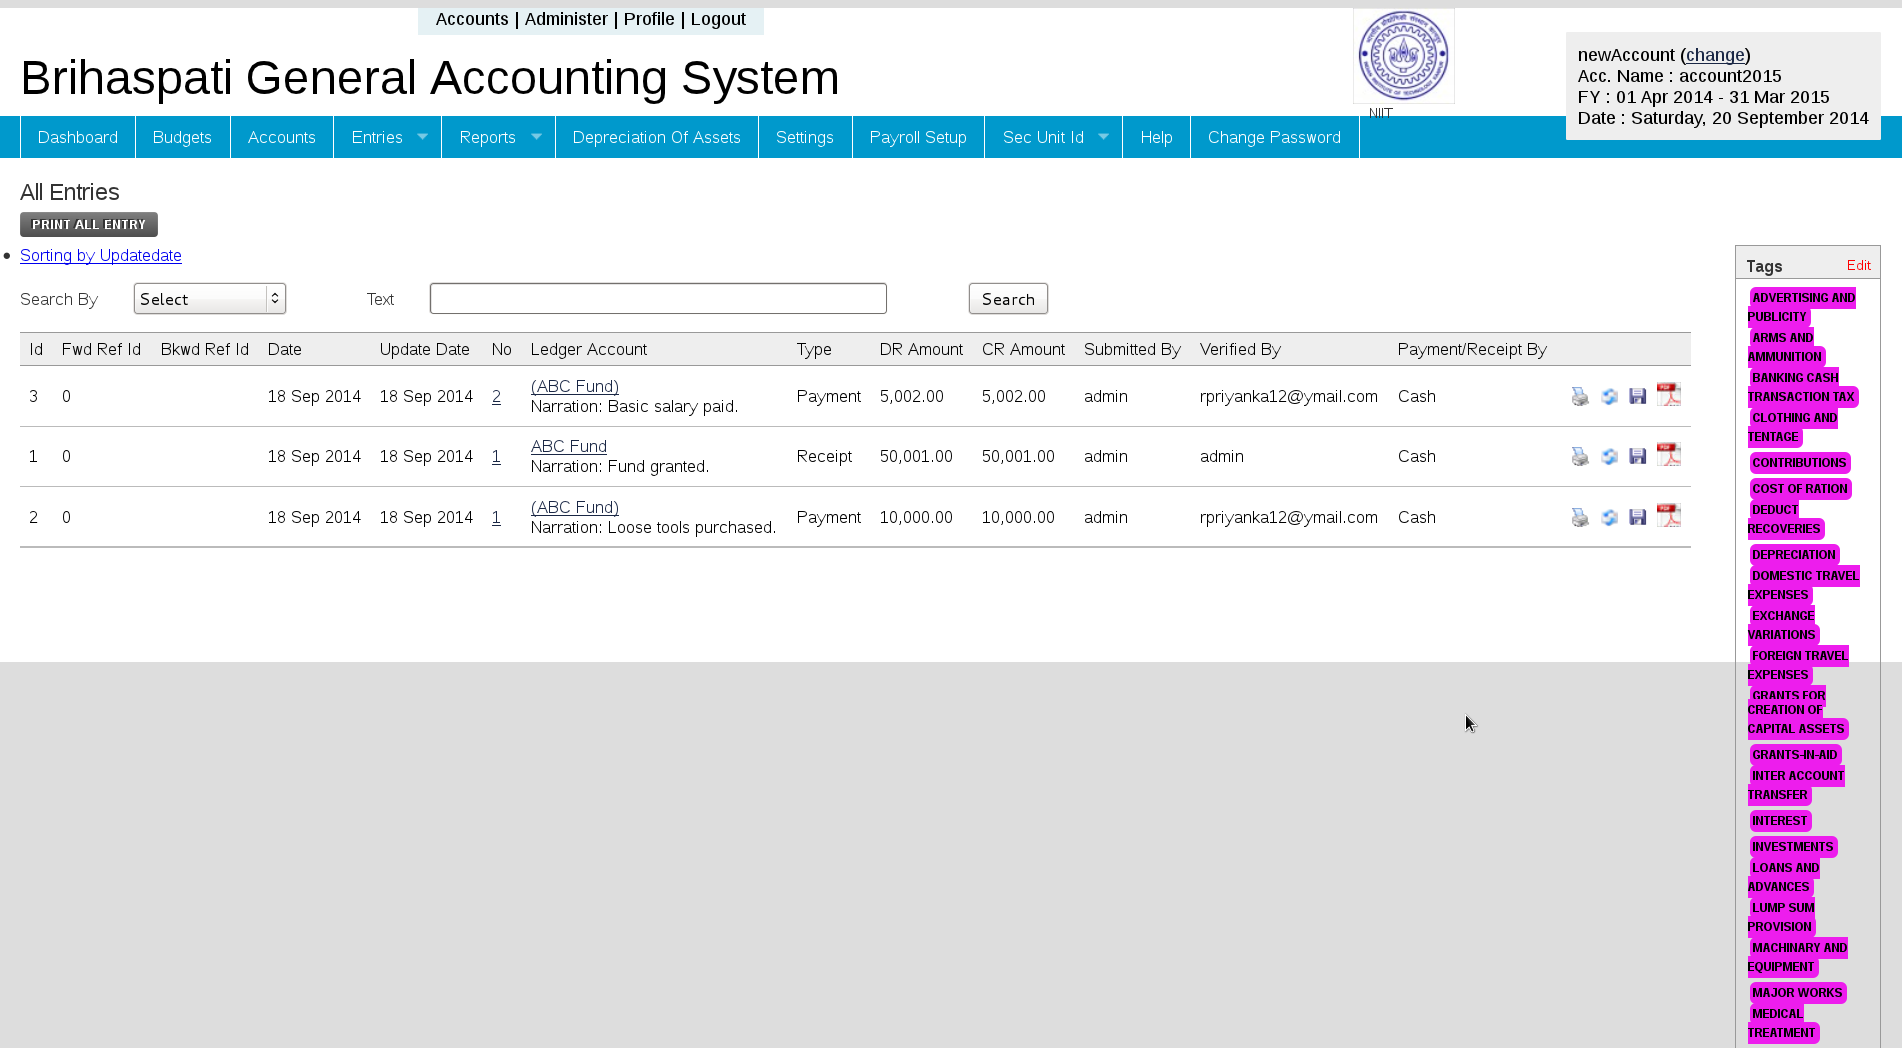 Accounts | Administer | Profile | Logout
Brihaspati General Accounting System
NIIT
newAccount (change)
Acc. Name : account2015
FY : 01 Apr 2014 - 31 Mar 2015
Date : Saturday, 20 September 2014
Dashboard Budgets Accounts Entries Reports Depreciation Of Assets Settings Payroll Setup Sec Unit Id Help Change Password
All Entries
PRINT ALL ENTRY
Sorting by Updatedate
Search By Select Text Search
Id Fwd Ref Id Bkwd Ref Id Date Update Date No Ledger Account Type DR Amount CR Amount Submitted By Verified By Payment/Receipt By
3 0 18 Sep 2014 18 Sep 2014 2 (ABC Fund) Payment 5,002.00 5,002.00 admin rpriyanka12@ymail.com Cash
Narration: Basic salary paid.
1 0 18 Sep 2014 18 Sep 2014 1 ABC Fund Receipt 50,001.00 50,001.00 admin admin Cash
Narration: Fund granted.
2 0 18 Sep 2014 18 Sep 2014 1 (ABC Fund) Payment 10,000.00 10,000.00 admin rpriyanka12@ymail.com Cash
Narration: Loose tools purchased.
Tags Edit
ADVERTISING AND
PUBLICITY
ARMS AND
AMMUNITION
BANKING CASH
TRANSACTION TAX
CLOTHING AND
TENTAGE
CONTRIBUTIONS
COST OF RATION
DEDUCT
RECOVERIES
DEPRECIATION
DOMESTIC TRAVEL
EXPENSES
EXCHANGE
VARIATIONS
FOREIGN TRAVEL
EXPENSES
GRANTS FOR
CREATION OF
CAPITAL ASSETS
GRANTS-IN-AID
INTER ACCOUNT
TRANSFER
INTEREST
INVESTMENTS
LOANS AND
ADVANCES
LUMP SUM
PROVISION
MACHINARY AND
EQUIPMENT
MAJOR WORKS
MEDICAL
TREATMENT